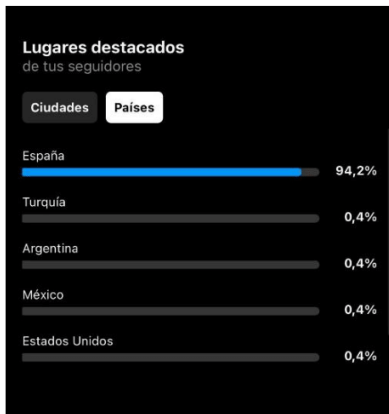 Lugares destacados
de tus seguidores
Ciudades Países
España
94,2%
Turquía
0,4%
Argentina
0,4%
México
0,4%
Estados Unidos
0,4%